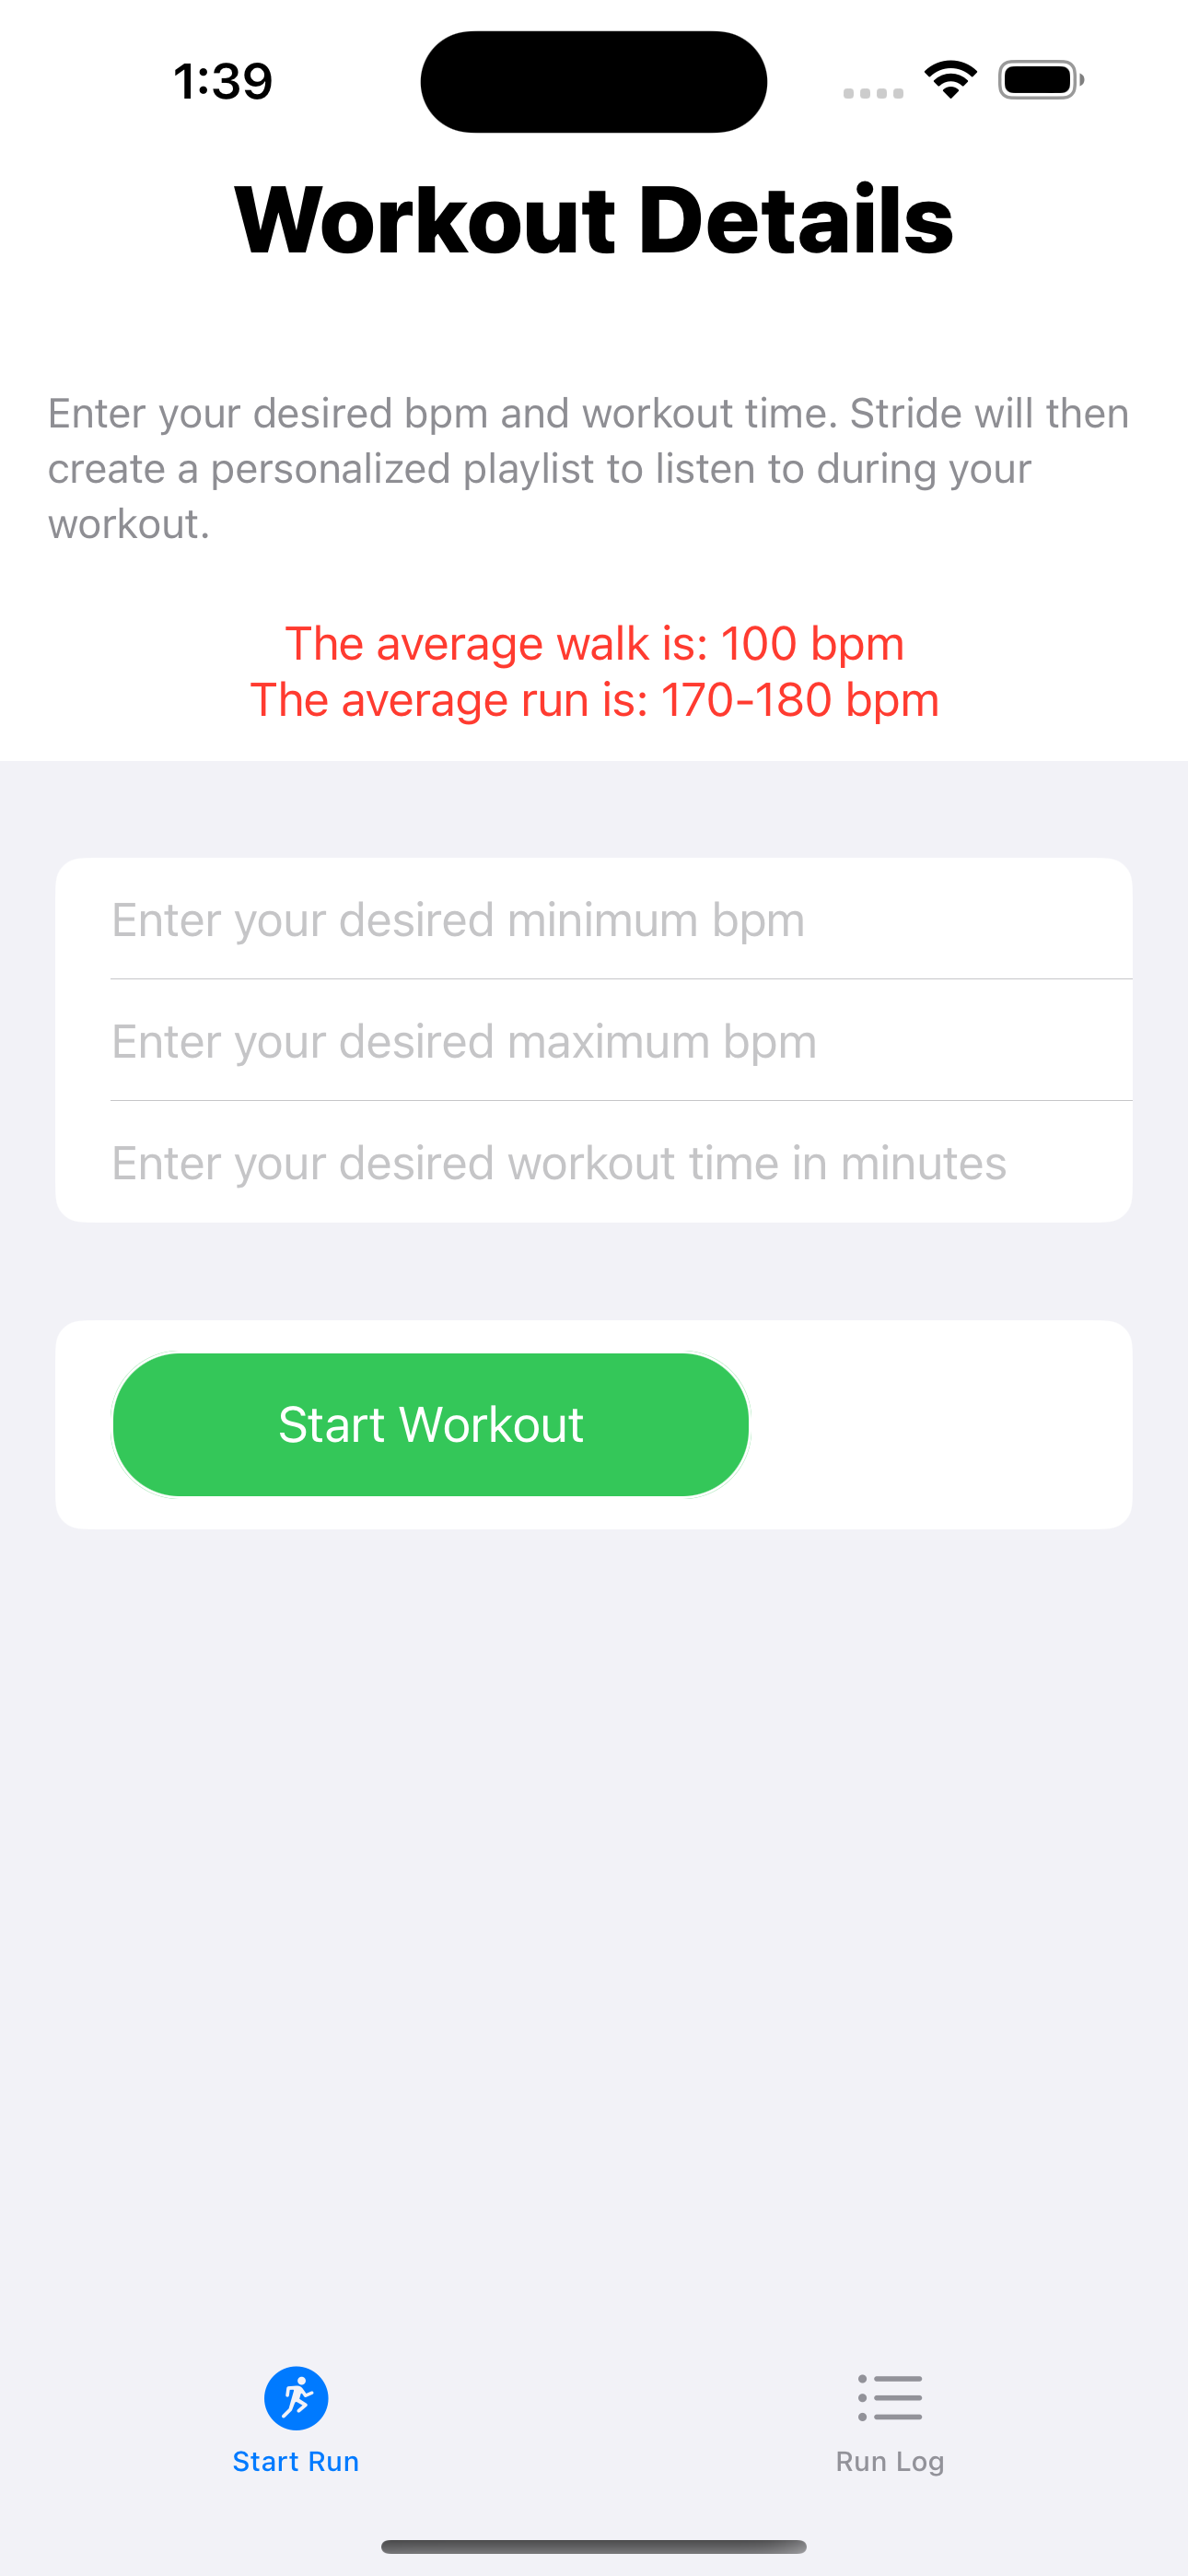 1:39
Workout Details
Enter your desired bpm and workout time. Stride will then
create a personalized playlist to listen to during your
workout.
The average walk is: 100 bpm
The average run is: 170-180 bpm
Enter your desired minimum bpm
Enter your desired maximum bpm
Enter your desired workout time in minutes
Start Workout
Start Run
Run Log